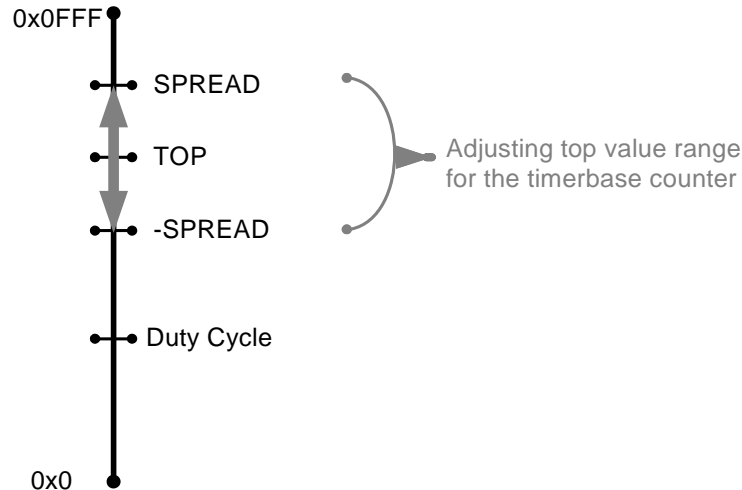 0x0FFF
SPREAD
TOP
Adjusting top value range
for the timerbase counter
-SPREAD
Duty Cycle
0x0